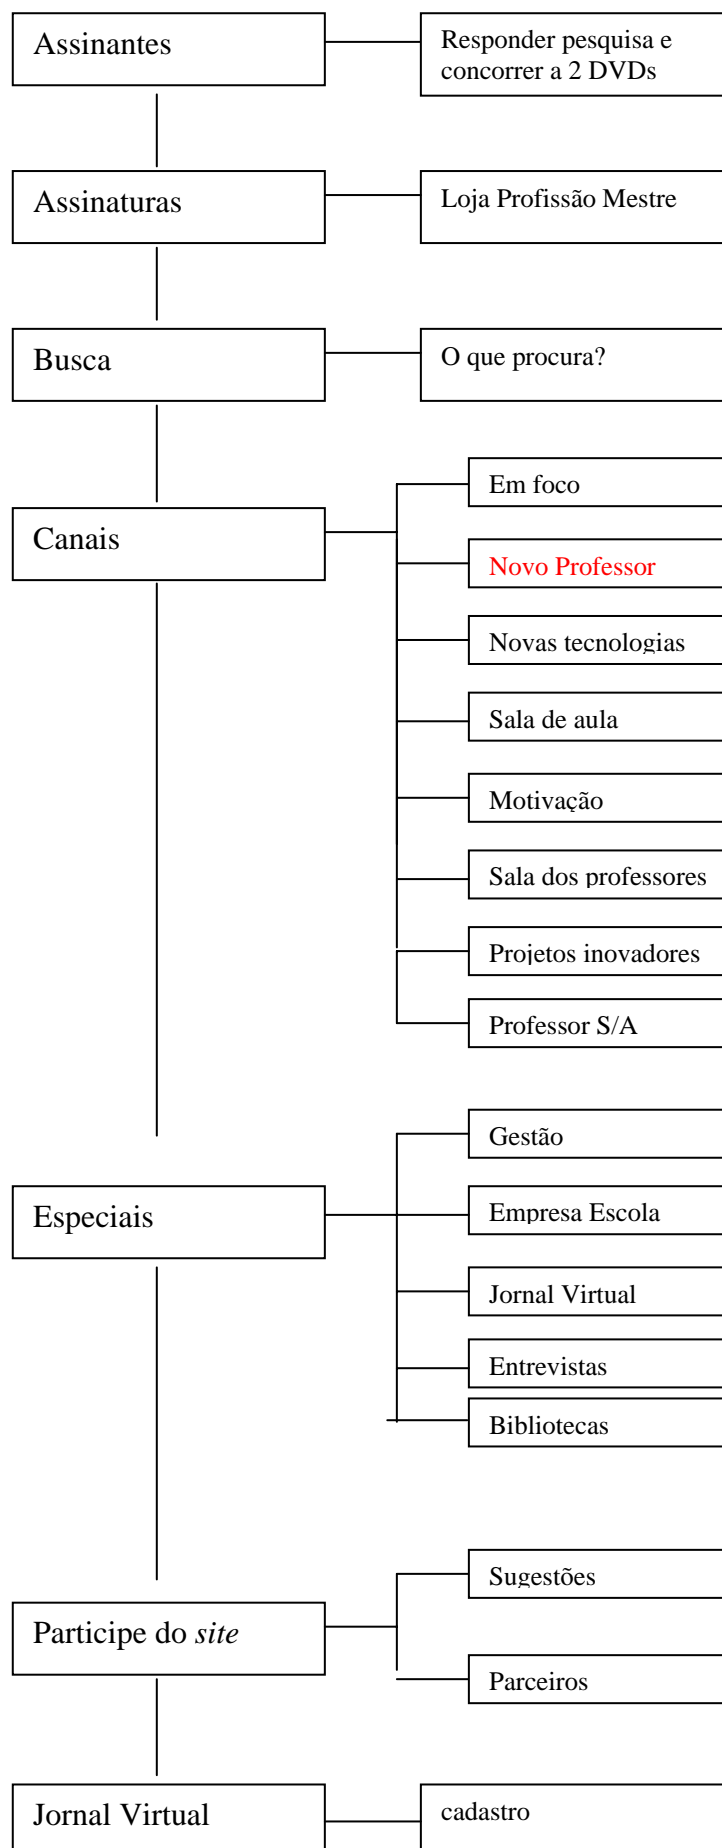 Assinantes
Responder pesquisa e
concorrer a 2 DVDs
Assinaturas
Loja Profissão Mestre
Busca
O que procura?
Canais
Em foco
Novo Professor
Novas tecnologias
Sala de aula
Motivação
Sala dos professores
Projetos inovadores
Professor S/A
Especiais
Gestão
Empresa Escola
Jornal Virtual
Entrevistas
Bibliotecas
Participe do site
Sugestões
Parceiros
Jornal Virtual
cadastro